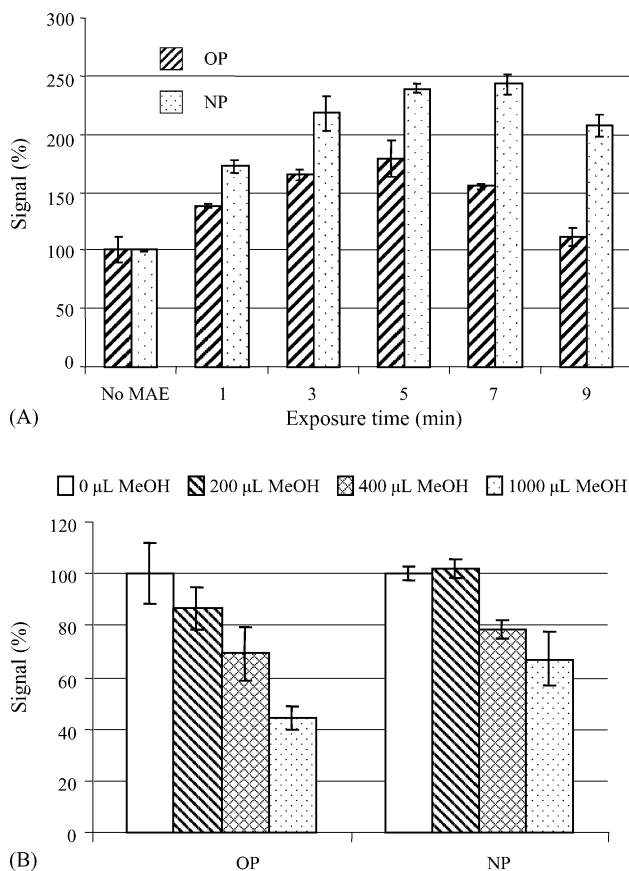 300
250
200
150
100
50
0
Signal (%)
OP
NP
No MAE 1 3 5 7 9
Exposure time (min)
(A)
0 µL MeOH 200 µL MeOH 400 µL MeOH 1000 µL MeOH
120
100
80
60
40
20
0
Signal (%)
OP NP
(B)